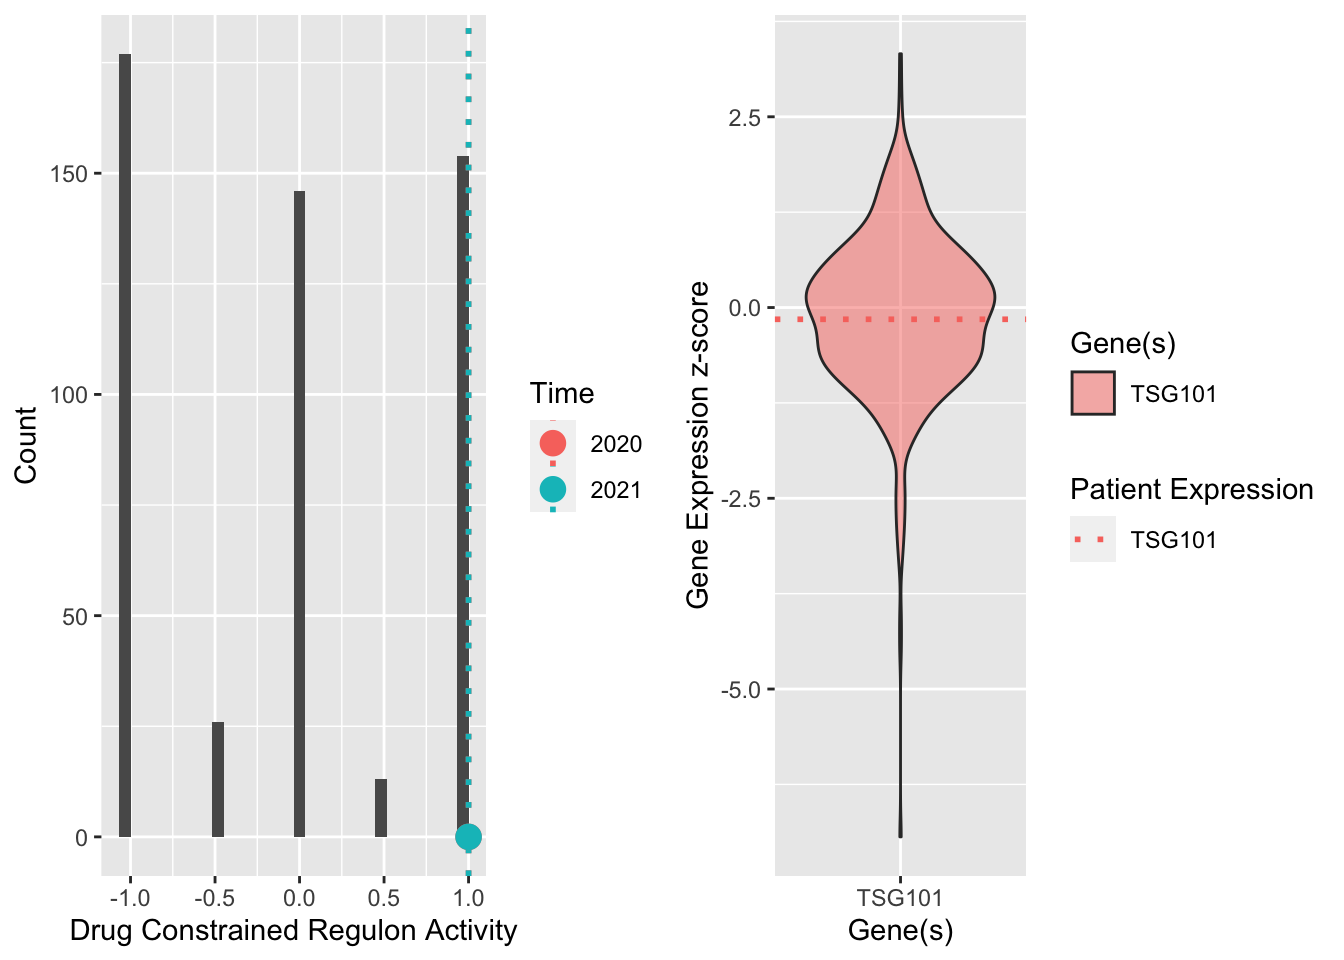 150
100
50
0
Count
-1.0 -0.5 0.0 0.5 1.0
Drug Constrained Regulon Activity
Time
2020
2021
2.5
0.0
-2.5
-5.0
Gene Expression z-score
TSG101
Gene(s)
Gene(s)
TSG101
Patient Expression
TSG101